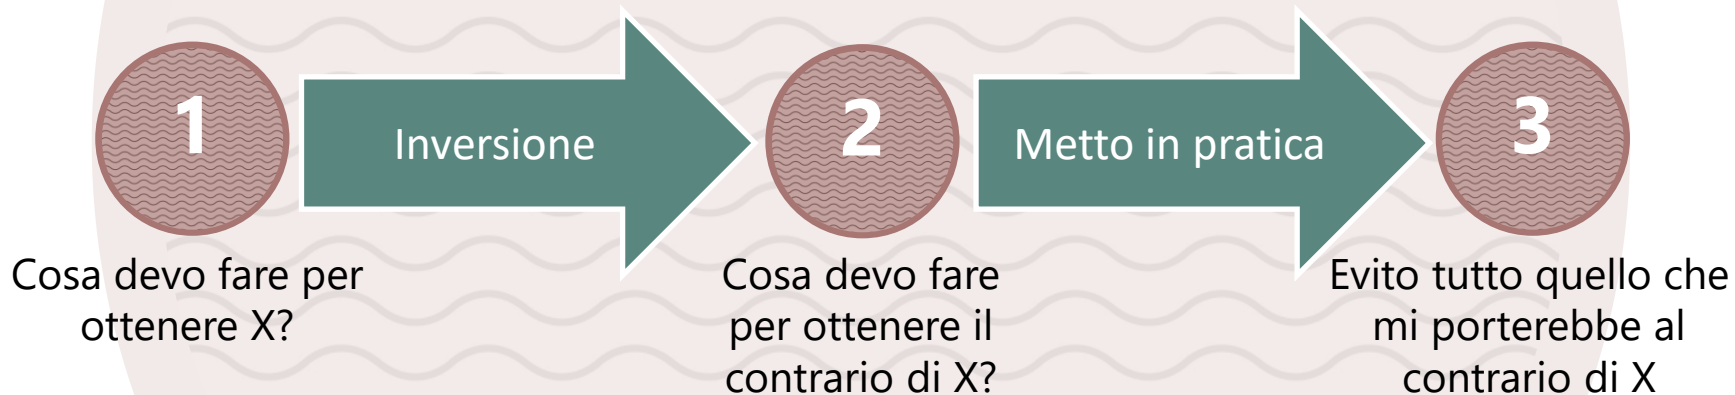 1
Inversione
2
Metto in pratica
3
Cosa devo fare per
ottenere X?
Cosa devo fare
per ottenere il
contrario di X?
Evito tutto quello che
mi porterebbe al
contrario di X